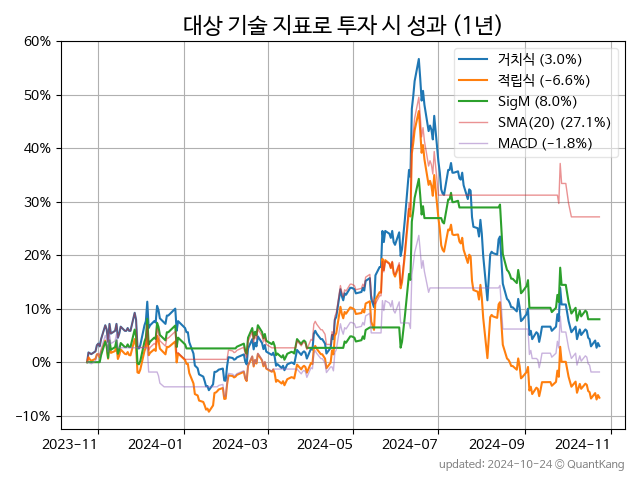 대상 기술 지표로 투자 시 성과 (1년)
60%
50%
40%
30%
20%
10%
0%
−10%
거치식 (3.0%)
적립식 (−6.6%)
SigM (8.0%)
SMA(20) (27.1%)
MACD (−1.8%)
2023-11
2024-01
2024-03
2024-05
2024-07
2024-09
2024-11
updated: 2024-10-24 © QuantKang